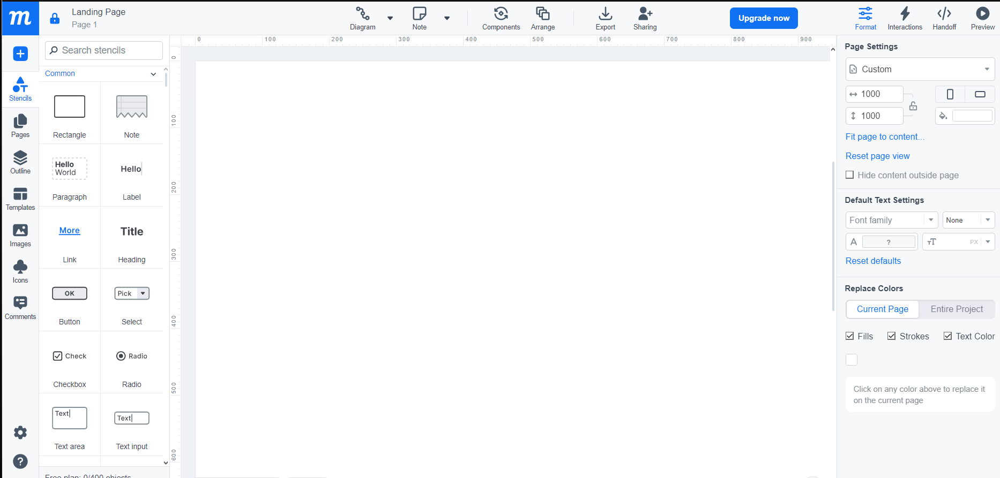 m
Landing Page
Page 1
Diagram
Note
Components
Arrange
Export
Sharing
Upgrade now
Format
Interactions
Handoff
Preview
Search stencils
Common
Stencils
Pages
Outline
Templates
Images
Icons
Comments
Rectangle
Note
Hello
World
Hello
Paragraph
Label
More
Title
Link
Heading
OK
Pick
Button
Select
Check
Radio
Checkbox
Radio
Text
Text
Text area
Text input
Free plan: 0/400 objects
0 100 200 300 400 500 600 700 800 900
0
100
200
300
400
500
600
Page Settings
Custom
1000
1000
Fit page to content...
Reset page view
Hide content outside page
Default Text Settings
Font family
None
A
?
TT
PX
Reset defaults
Replace Colors
Current Page
Entire Project
Fills
Strokes
Text Color
Click on any color above to replace it
on the current page
?